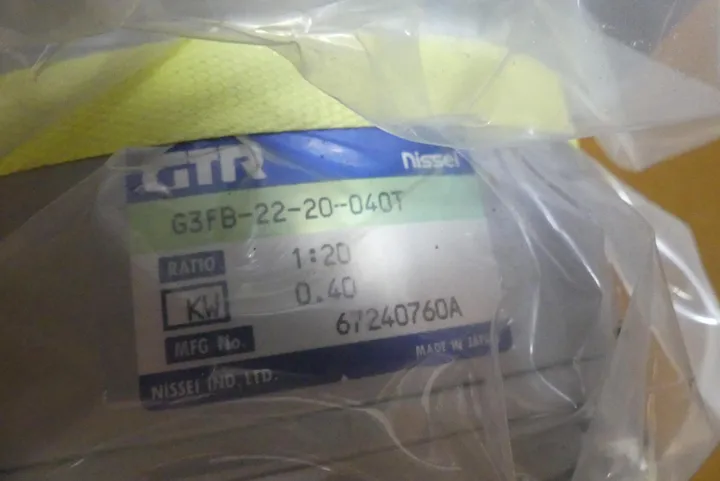 GTR nissei
G3FB-22-20-040T
RATIO 1:20
KW 0.40
MFG No. 67240760A
MADE IN JAPAN
NISSEI IND. LTD.